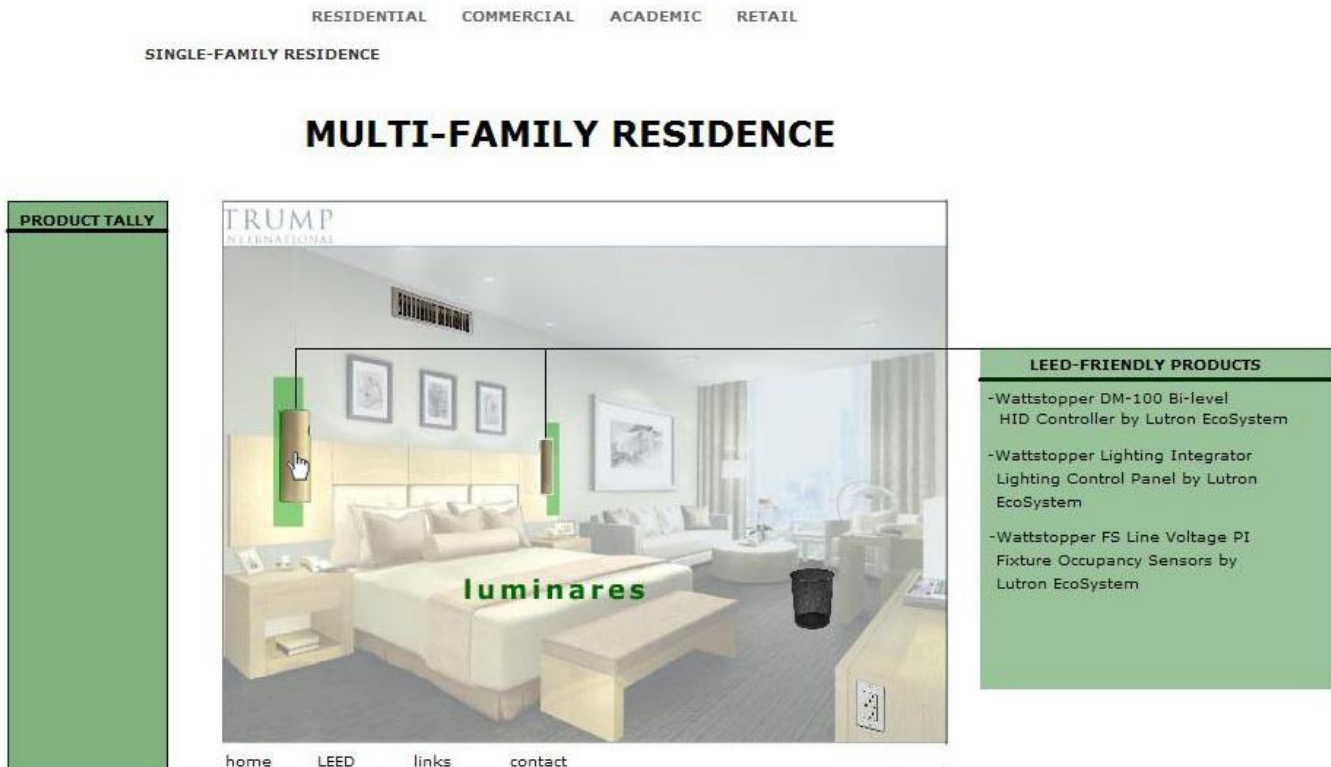 RESIDENTIAL COMMERCIAL ACADEMIC RETAIL
SINGLE-FAMILY RESIDENCE
MULTI-FAMILY RESIDENCE
PRODUCT TALLY
TRUMP
INTERNATIONAL
LEED-FRIENDLY PRODUCTS
-Wattstopper DM-100 Bi-level
HID Controller by Lutron EcoSystem
-Wattstopper Lighting Integrator
Lighting Control Panel by Lutron
EcoSystem
-Wattstopper FS Line Voltage PI
Fixture Occupancy Sensors by
Lutron EcoSystem
luminares
home LEED links contact